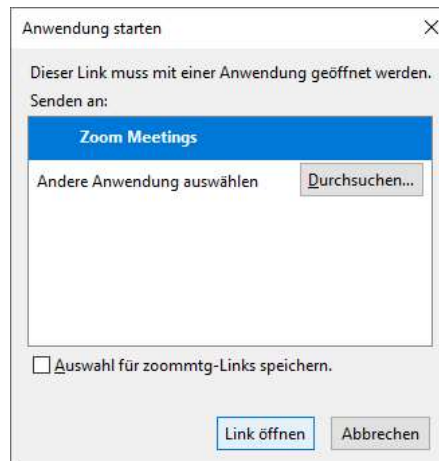 Anwendung starten
Dieser Link muss mit einer Anwendung geöffnet werden.
Senden an:
Zoom Meetings
Andere Anwendung auswählen Durchsuchen...
Auswahl für zoommtg-Links speichern.
Link öffnen Abbrechen